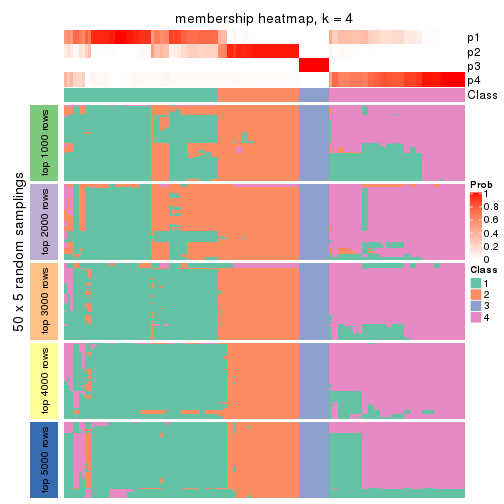 membership heatmap, k = 4
p1
p2
p3
p4
Class
50 x 5 random samplings
top 1000 rows
top 2000 rows
top 3000 rows
top 4000 rows
top 5000 rows
Prob
1
0.8
0.6
0.4
0.2
0
Class
1
2
3
4